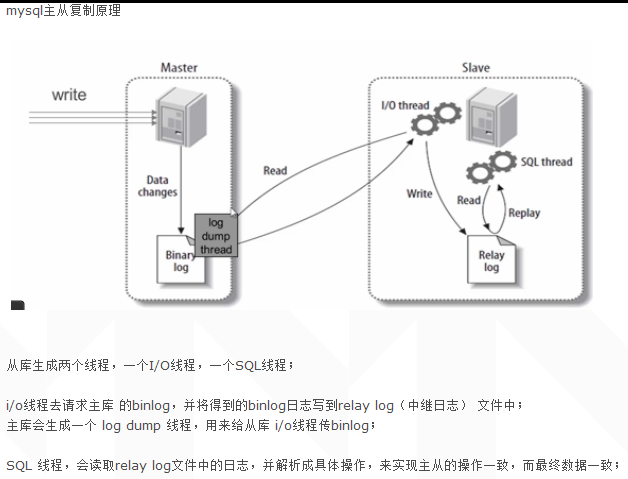 mysql主从复制原理
Master
Slave
write
I/O thread
SQL thread
Read
Data
changes
Write
Read
Replay
log
dump
thread
Binary
log
Relay
log
从库生成两个线程，一个I/O线程，一个SQL线程；
i/o线程去请求主库 的binlog，并将得到的binlog日志写到relay log（中继日志） 文件中；
主库会生成一个 log dump 线程，用来给从库 i/o线程传binlog；
SQL 线程，会读取relay log文件中的日志，并解析成具体操作，来实现主从的操作一致，而最终数据一致；